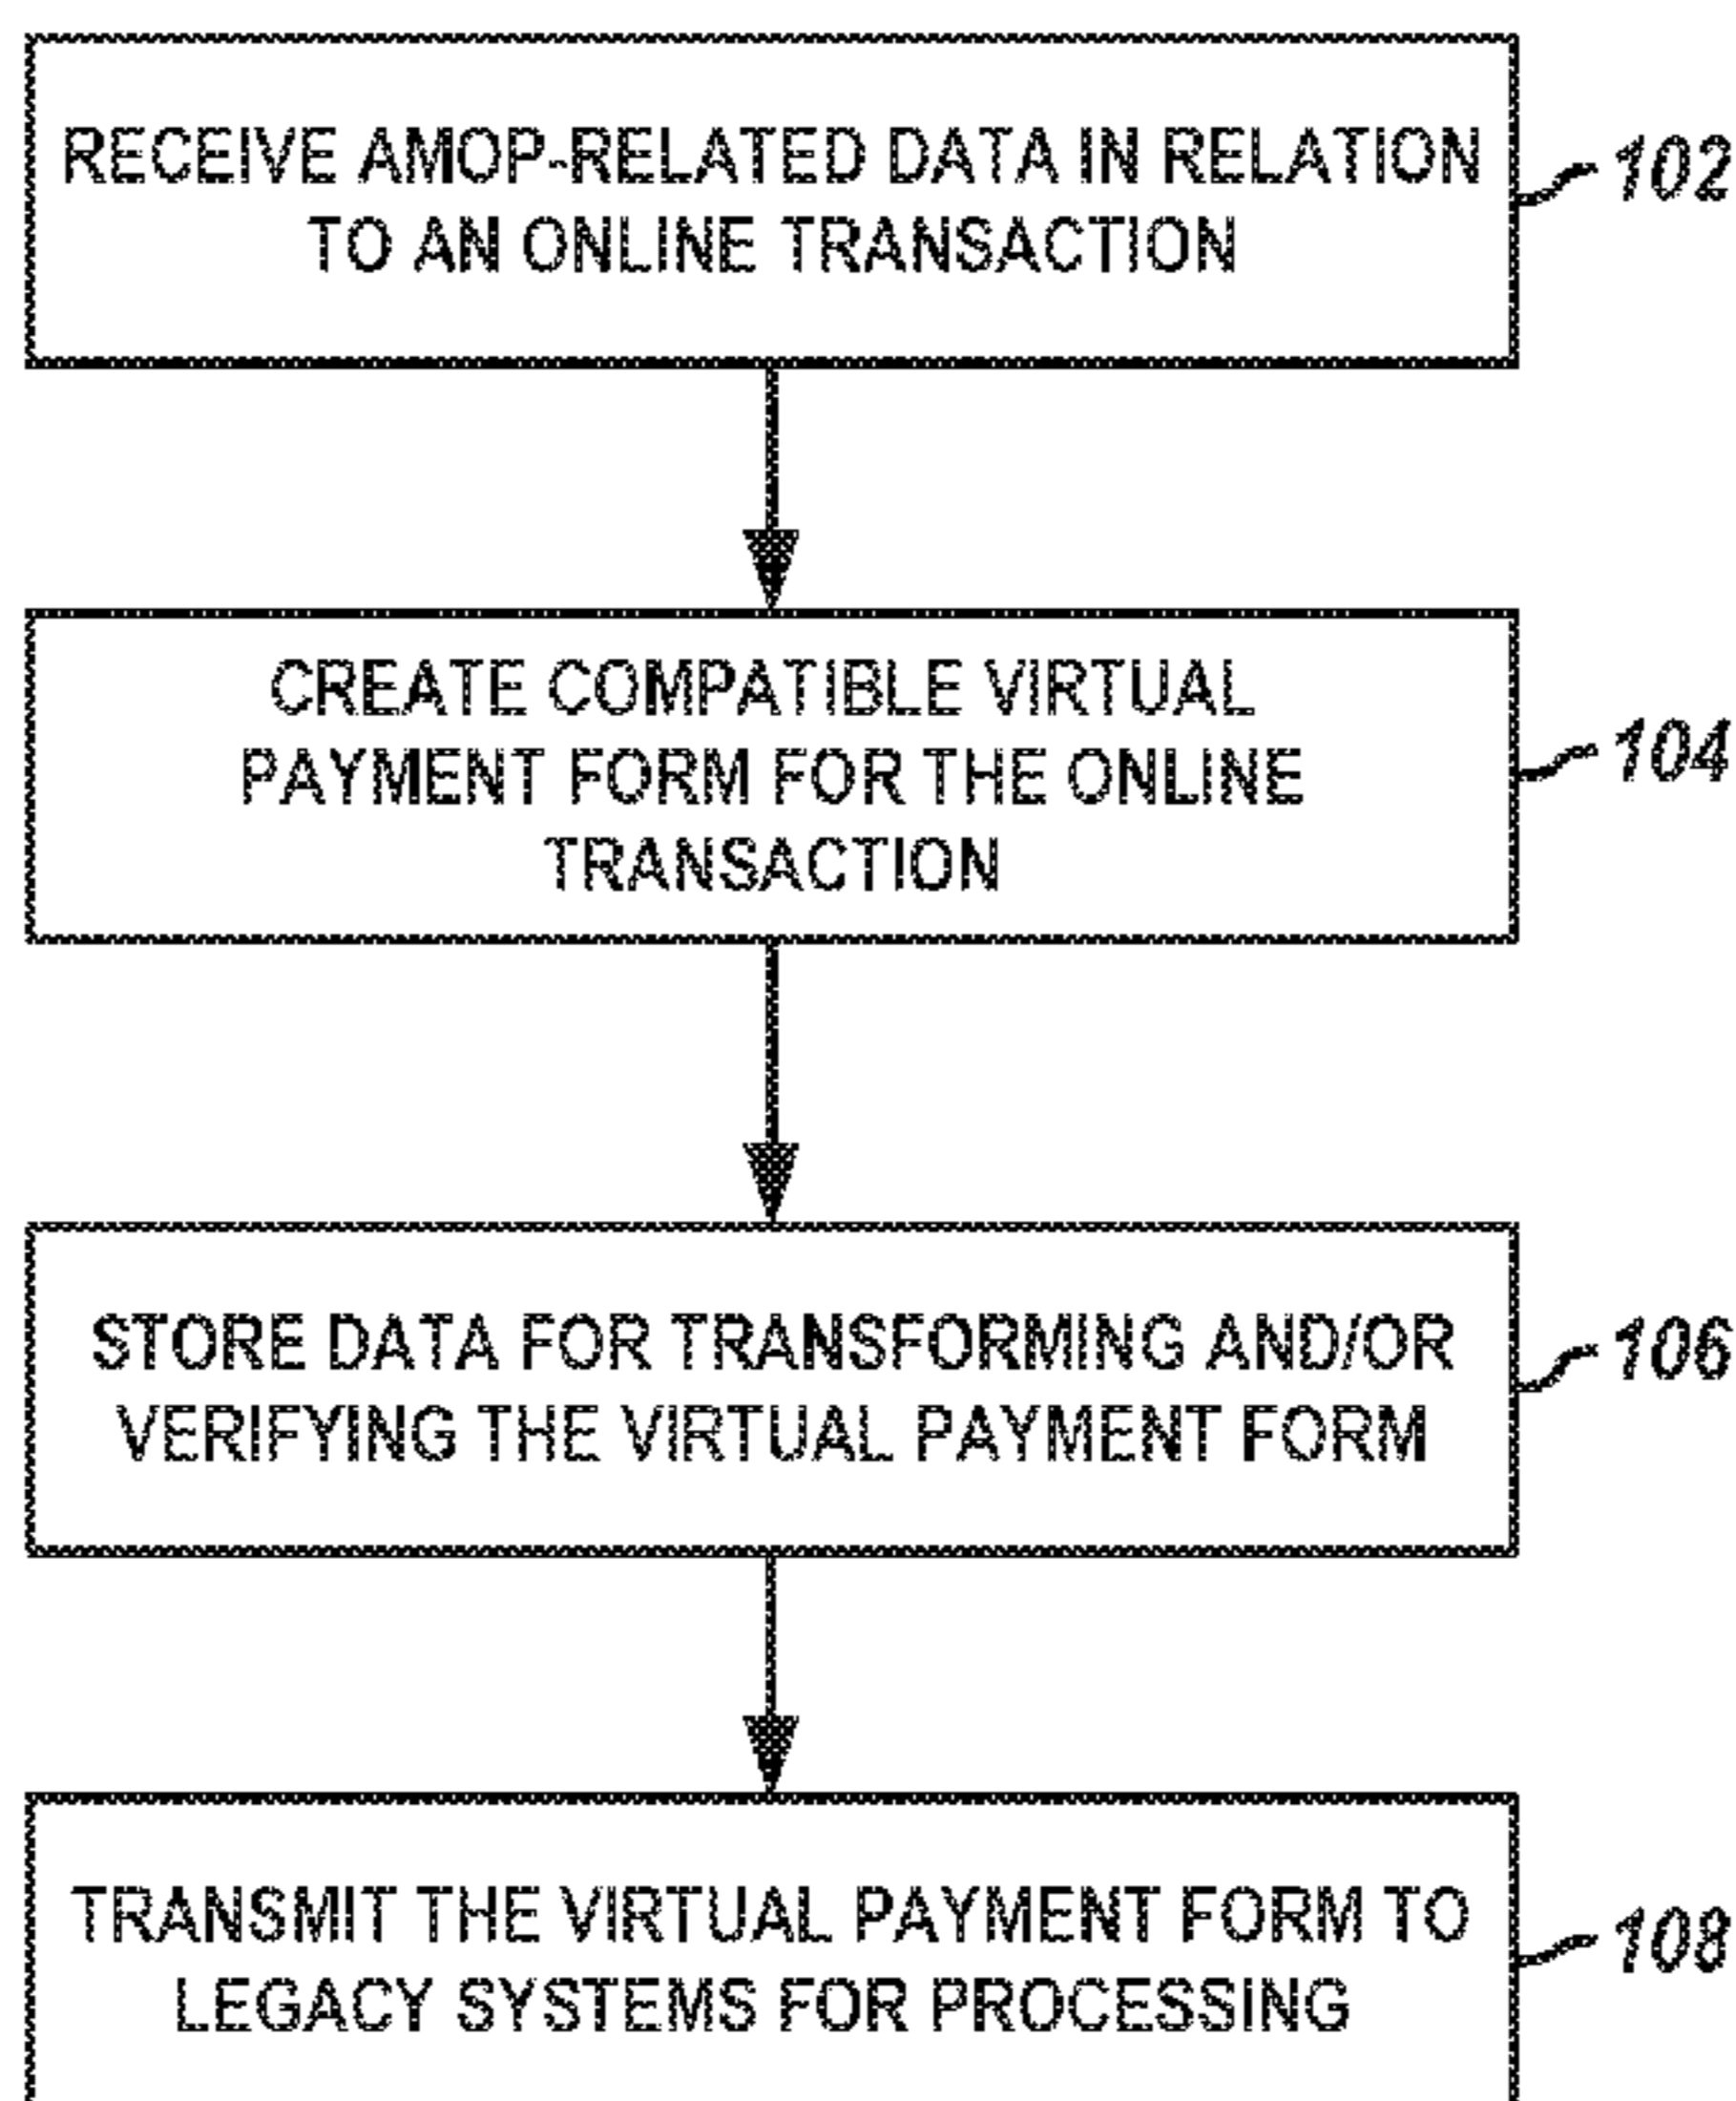 RECEIVE AMOP-RELATED DATA IN RELATION
TO AN ONLINE TRANSACTION
102
CREATE COMPATIBLE VIRTUAL
PAYMENT FORM FOR THE ONLINE
TRANSACTION
104
STORE DATA FOR TRANSFORMING AND/OR
VERIFYING THE VIRTUAL PAYMENT FORM
106
TRANSMIT THE VIRTUAL PAYMENT FORM TO
LEGACY SYSTEMS FOR PROCESSING
108